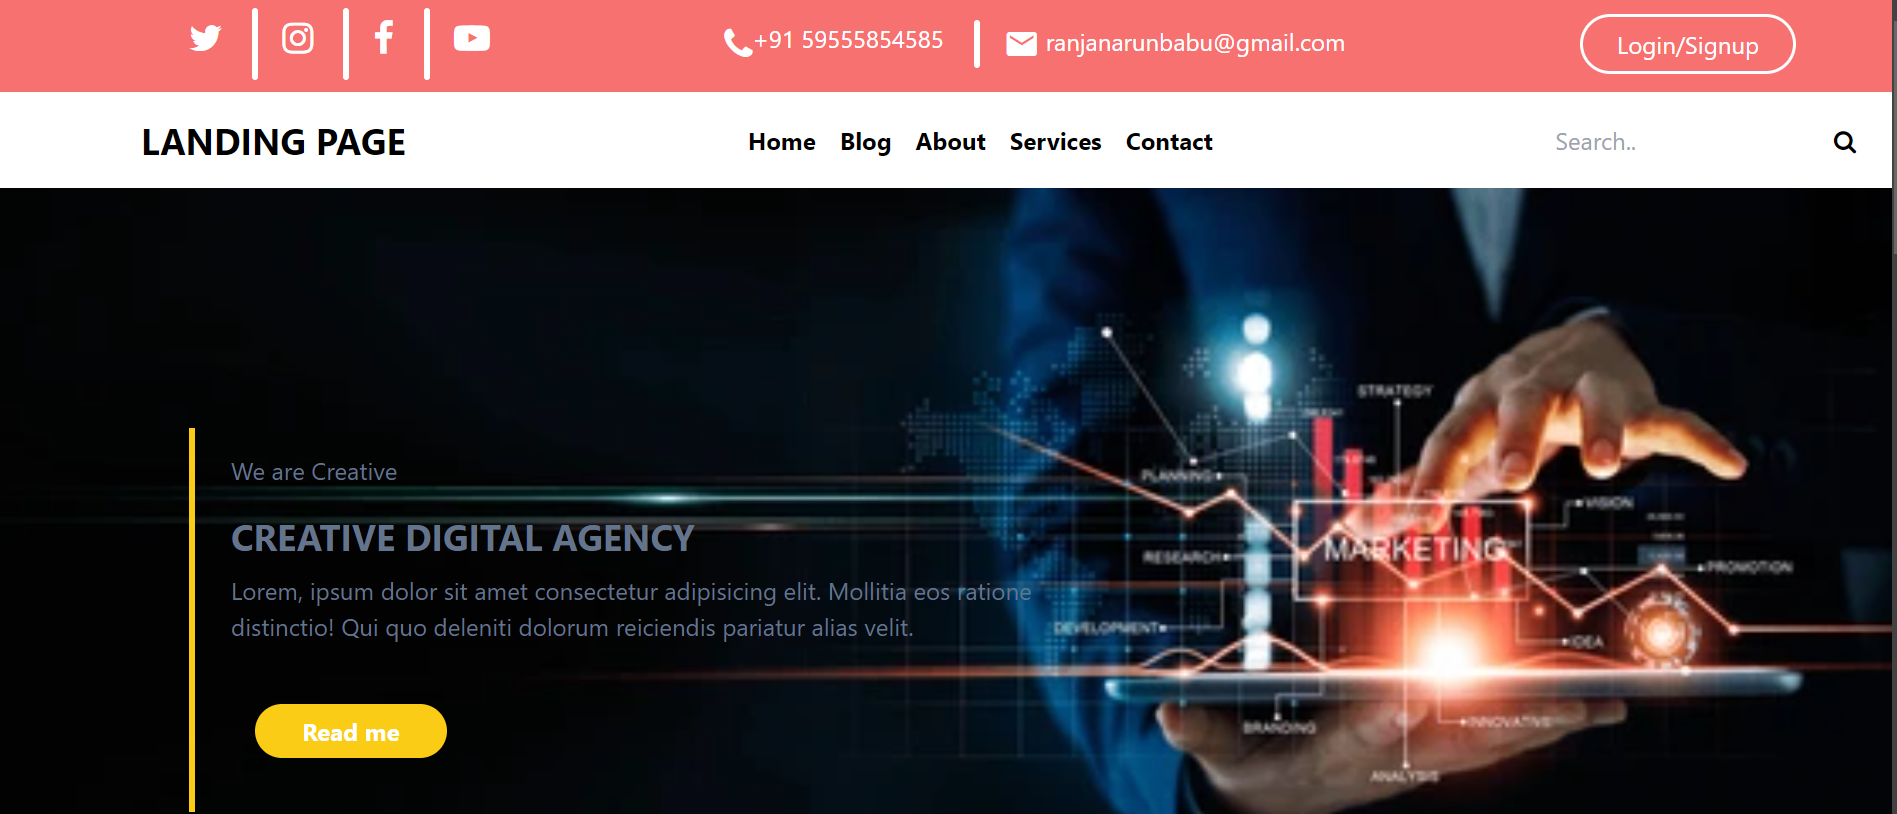 +91 59555854585
ranjanarunbabu@gmail.com
Login/Signup
LANDING PAGE
Home Blog About Services Contact
Search..
We are Creative
CREATIVE DIGITAL AGENCY
Lorem, ipsum dolor sit amet consectetur adipisicing elit. Mollitia eos ratione
distinctio! Qui quo deleniti dolorum reiciendis pariatur alias velit.
Read me
STRATEGY
PLANNING
VISION
MARKETING
RESEARCH
PROMOTION
DEVELOPMENT
IDEA
BRANDING
INNOVATIVE
ANALYSIS